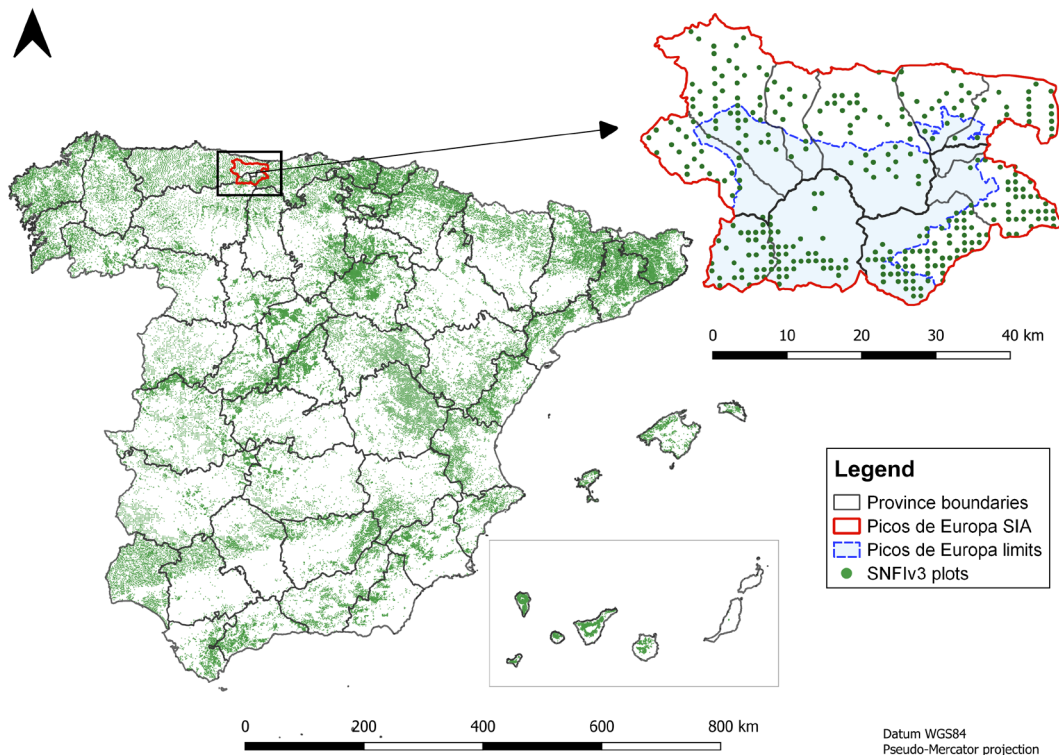 0 10 20 30 40 km
Legend
Province boundaries
Picos de Europa SIA
Picos de Europa limits
SNFIv3 plots
0 200 400 600 800 km
Datum WGS84
Pseudo-Mercator projection